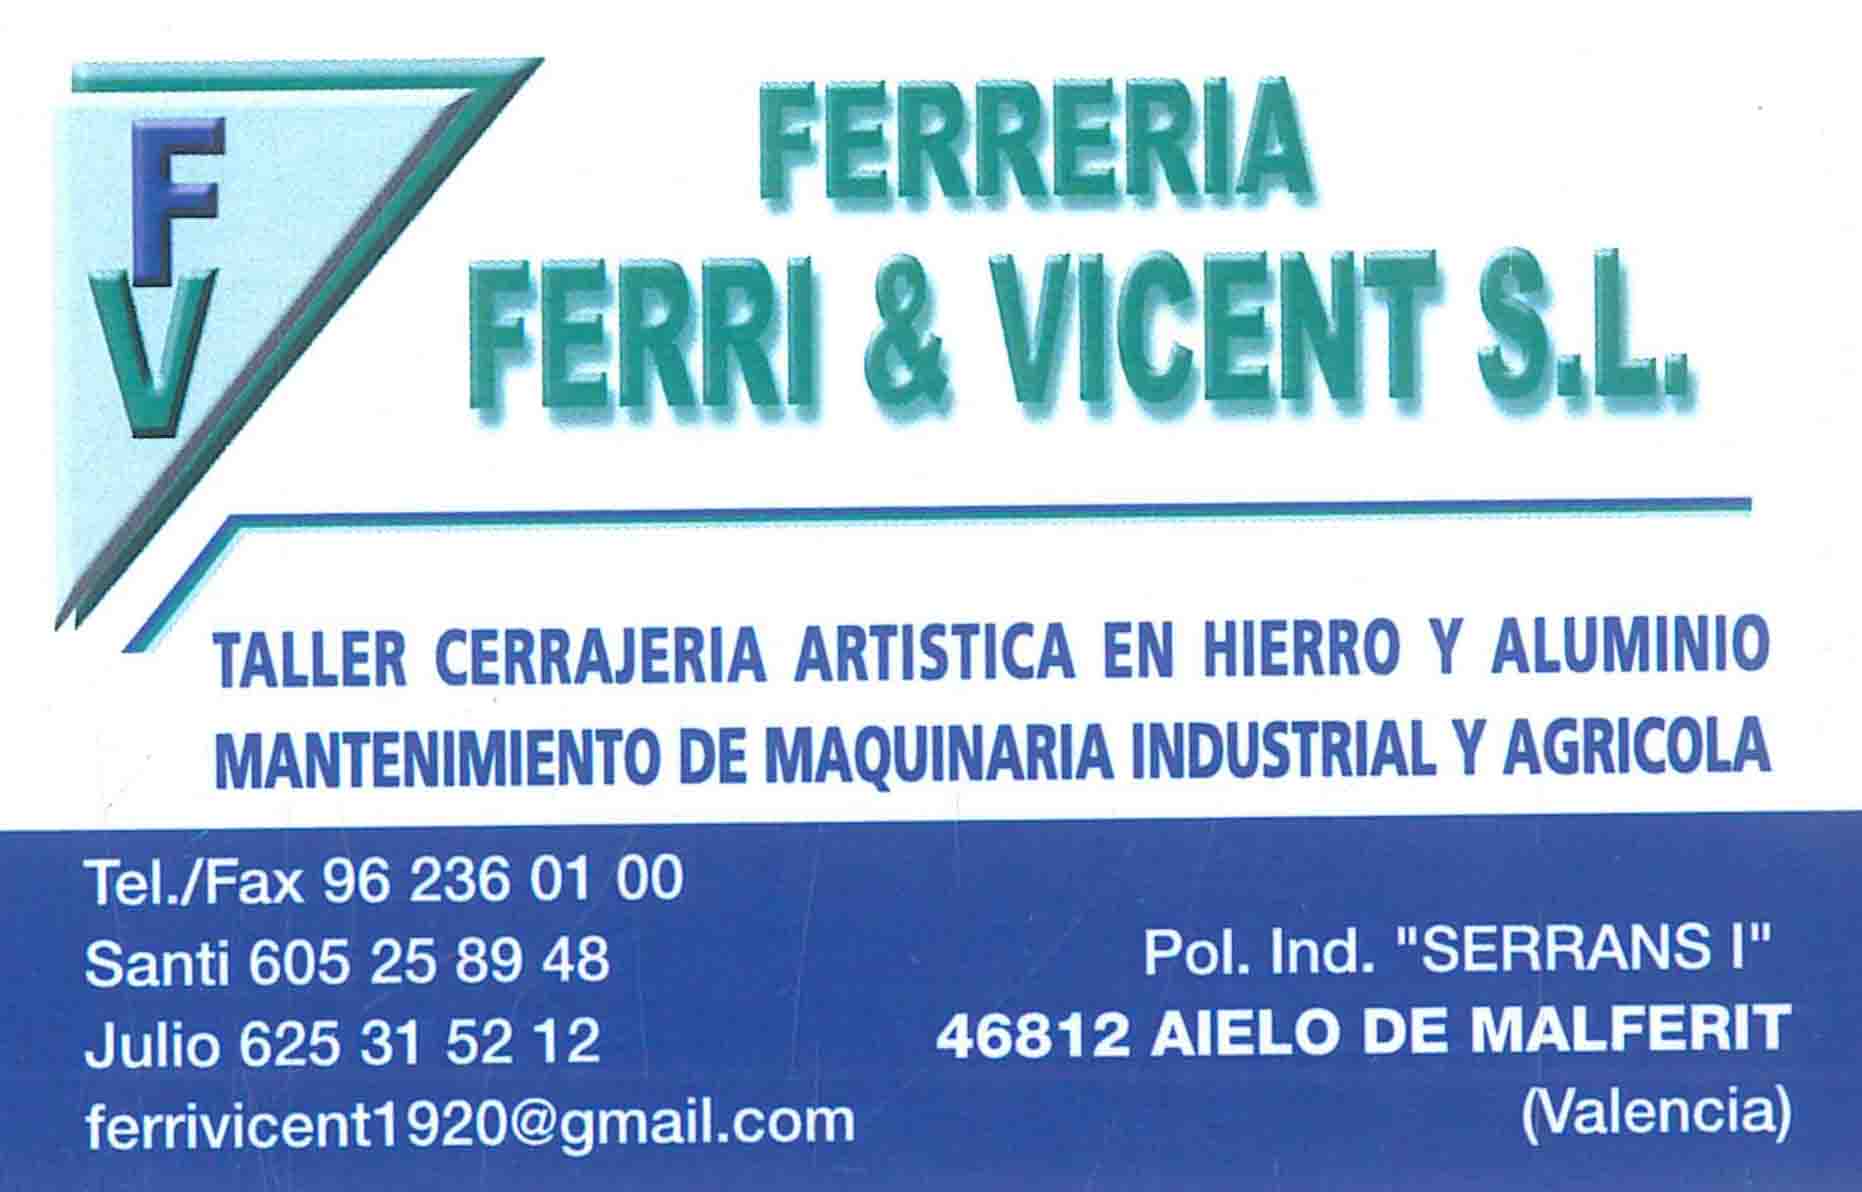 F
V
FERRERIA
FERRI & VICENT S.L.
TALLER CERRAJERIA ARTISTICA EN HIERRO Y ALUMINIO
MANTENIMIENTO DE MAQUINARIA INDUSTRIAL Y AGRICOLA
Tel./Fax 96 236 01 00
Santi 605 25 89 48
Julio 625 31 52 12
ferrivicent1920@gmail.com
Pol. Ind. "SERRANS I"
46812 AIELO DE MALFERIT
(Valencia)